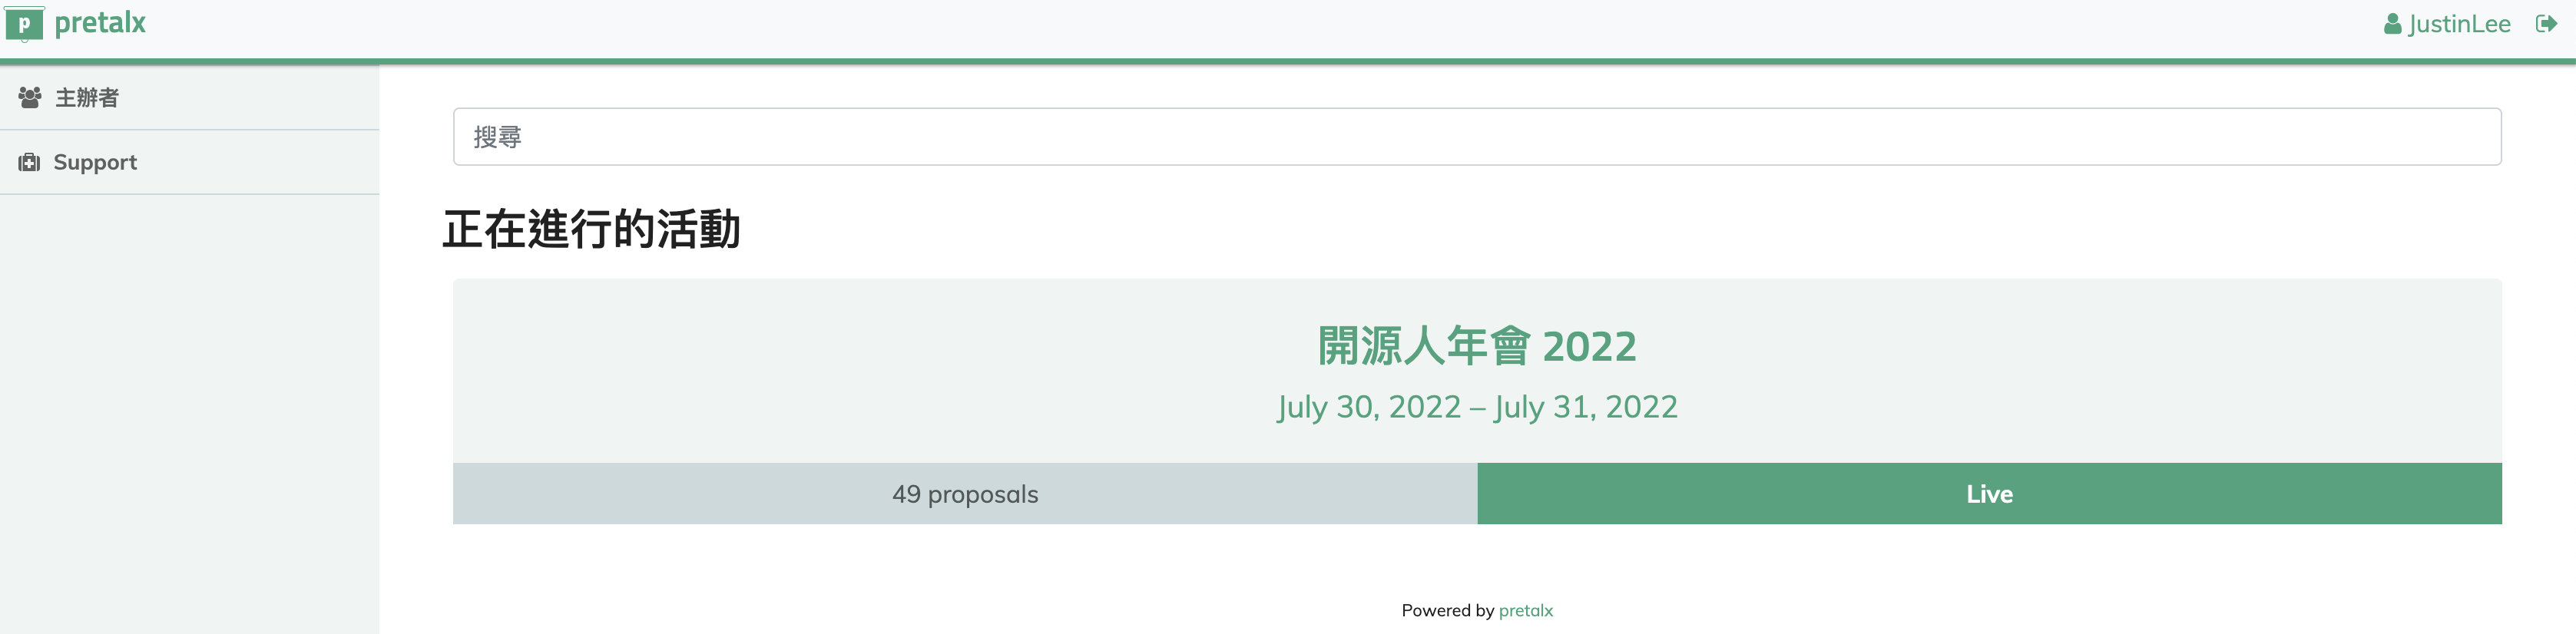 p pretalx
JustinLee
主辦者
Support
搜尋
正在進行的活動
開源人年會 2022
July 30, 2022 – July 31, 2022
49 proposals
Live
Powered by pretalx